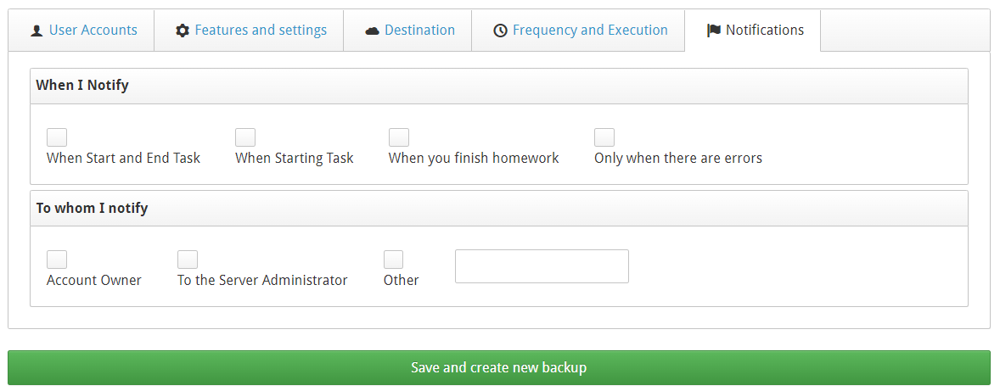 User Accounts Features and settings Destination Frequency and Execution Notifications
When I Notify
When Start and End Task When Starting Task When you finish homework Only when there are errors
To whom I notify
Account Owner To the Server Administrator Other
Save and create new backup